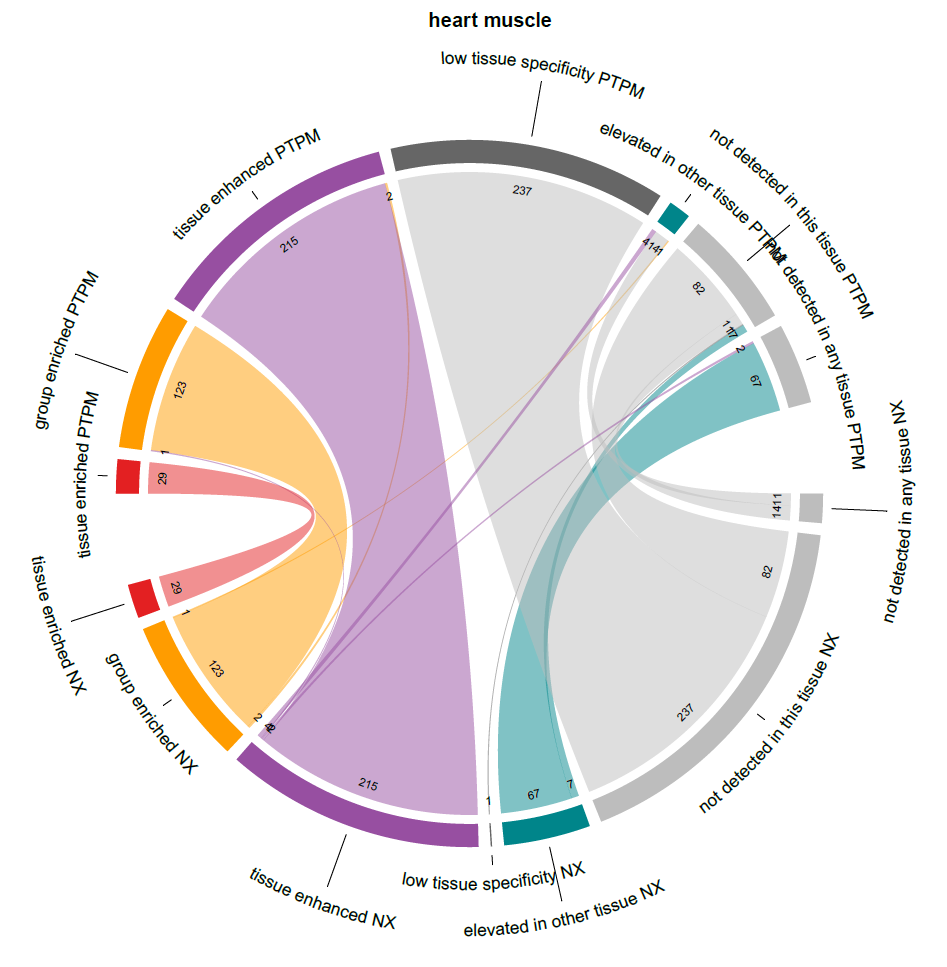 heart muscle
low tissue specificity PTPM
elevated in other tissue PTPM
not detected in this tissue PTPM
not detected in any tissue PTPM
tissue enhanced PTPM
group enriched PTPM
tissue enriched PTPM
tissue enriched NX
group enriched NX
tissue enhanced NX
low tissue specificity NX
elevated in other tissue NX
not detected in this tissue NX
not detected in any tissue NX
215
2
237
82
2
67
123
1
29
29
1
123
2
215
1
67
7
237
82
1411